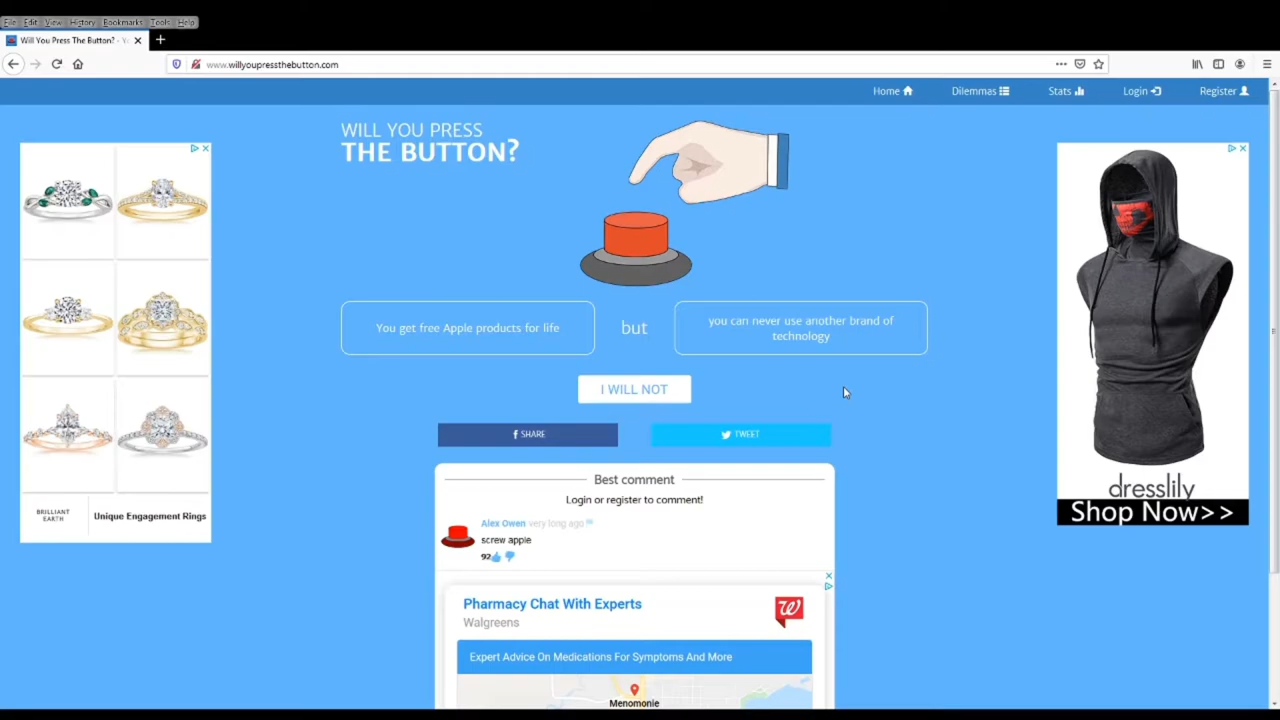 File Edit View History Bookmarks Tools Help
Will You Press The Button? - Yo
www.willyoupressthebutton.com
Home Dilemmas Stats Login Register
WILL YOU PRESS
THE BUTTON?
You get free Apple products for life
but
you can never use another brand of
technology
I WILL NOT
SHARE
TWEET
Best comment
Login or register to comment!
Alex Owen very long ago
screw apple
92
Pharmacy Chat With Experts
Walgreens
Expert Advice On Medications For Symptoms And More
Menomonie
BRILLIANT
EARTH
Unique Engagement Rings
dresslily
Shop Now>>